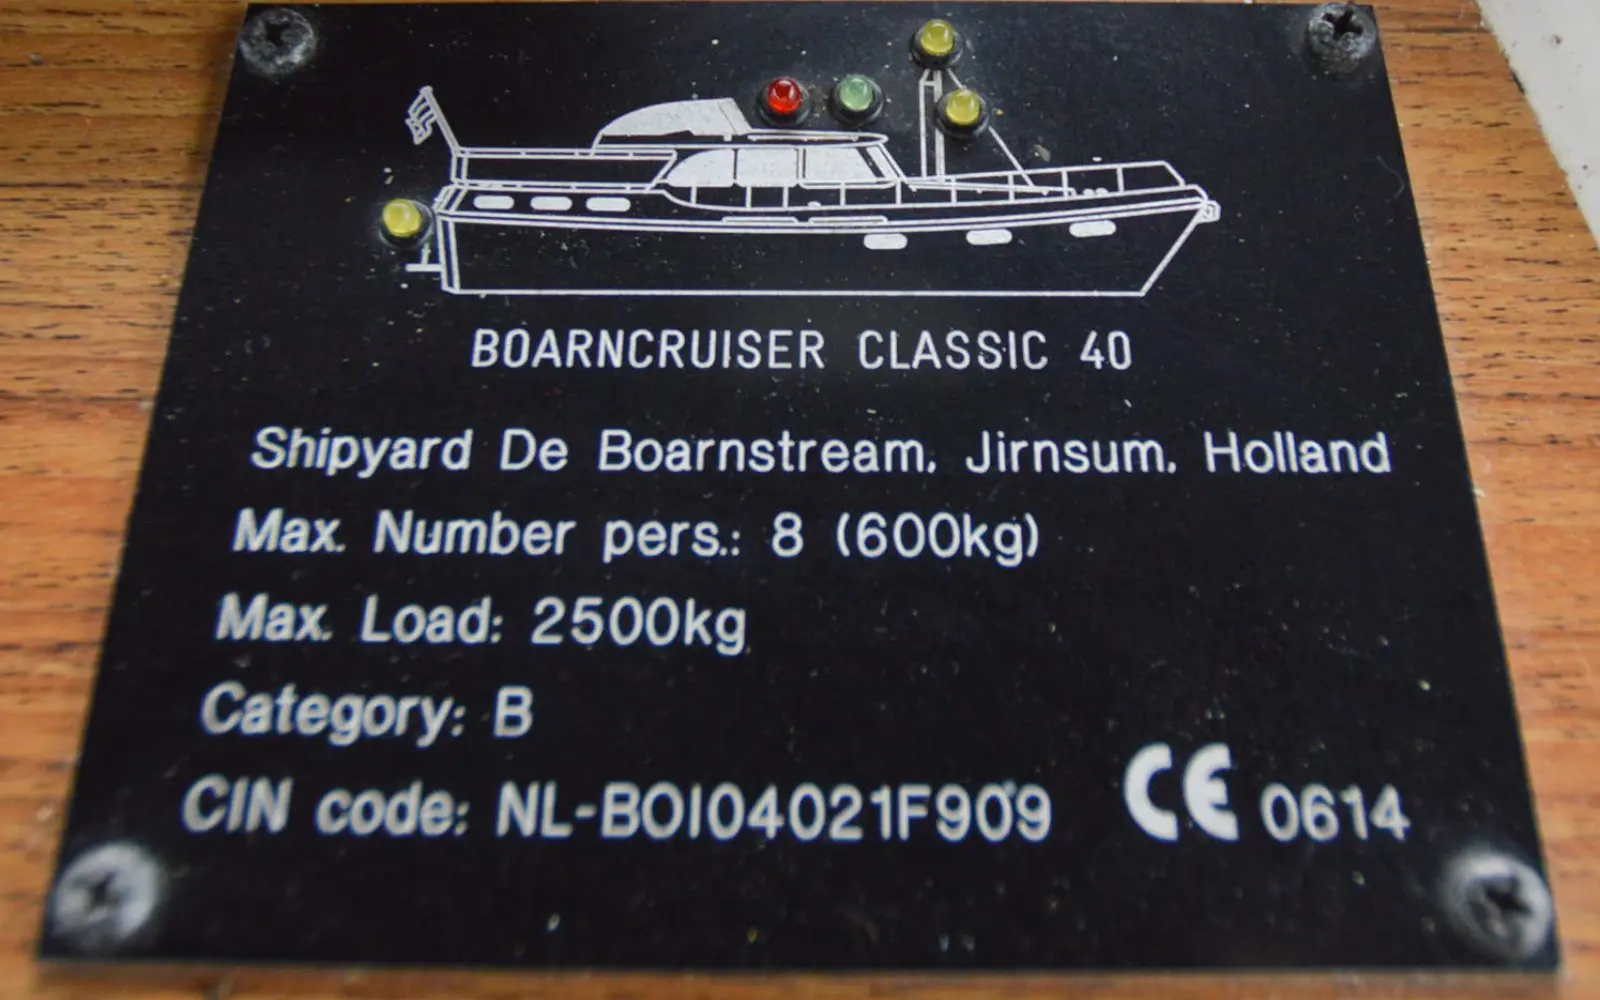 BOARNCRUISER CLASSIC 40
Shipyard De Boarnstream, Jirnsum, Holland
Max. Number pers.: 8 (600kg)
Max. Load: 2500kg
Category: B
CIN code: NL-BOI04021F909 CE 0614